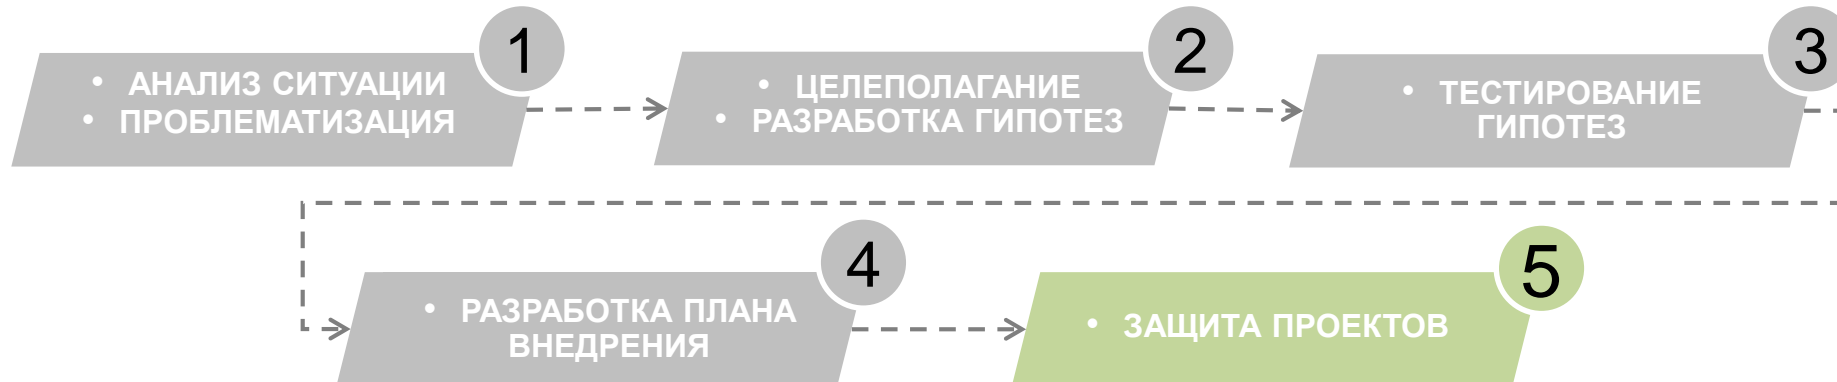 1
• АНАЛИЗ СИТУАЦИИ
• ПРОБЛЕМАТИЗАЦИЯ
2
• ЦЕЛЕПОЛАГАНИЕ
• РАЗРАБОТКА ГИПОТЕЗ
3
• ТЕСТИРОВАНИЕ
ГИПОТЕЗ
4
• РАЗРАБОТКА ПЛАНА
ВНЕДРЕНИЯ
5
• ЗАЩИТА ПРОЕКТОВ